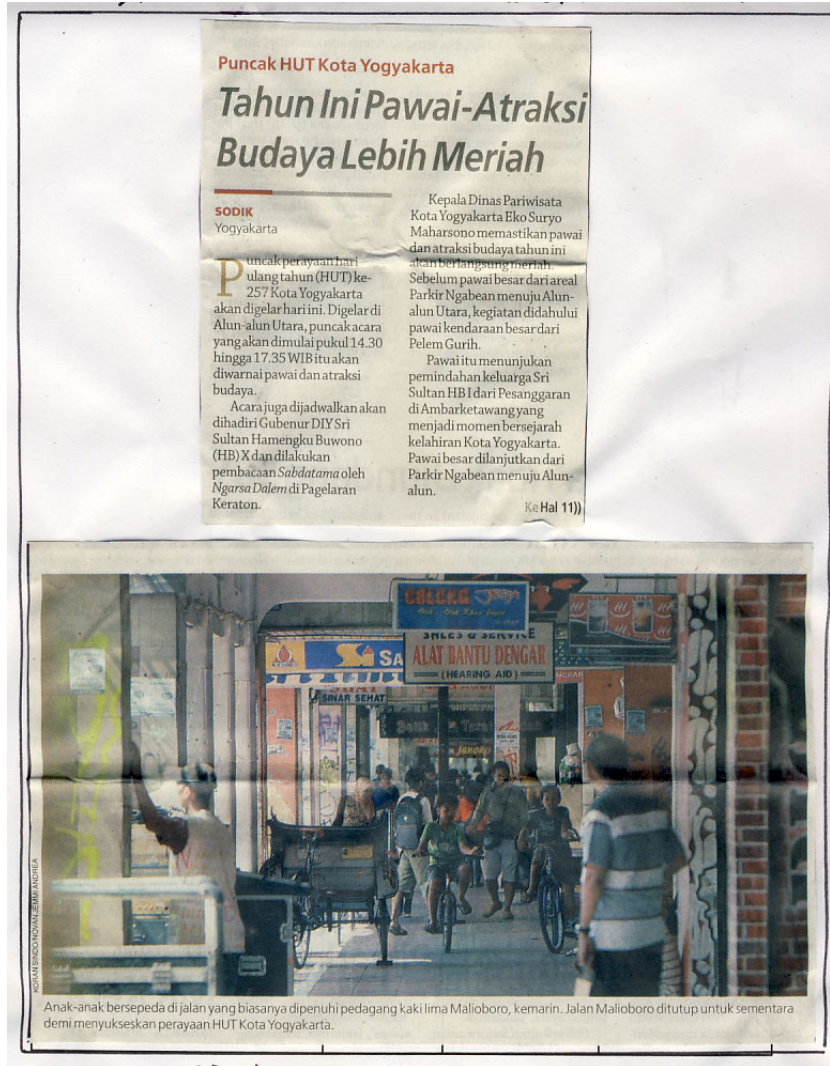 Puncak HUT Kota Yogyakarta
Tahun Ini Pawai-Atraksi
Budaya Lebih Meriah
SODIK
Yogyakarta
Puncak perayaan hari
ulang tahun (HUT) ke-
257 Kota Yogyakarta
akan digelar hari ini. Digelar di
Alun-alun Utara, puncak acara
yang akan dimulai pukul 14.30
hingga 17.35 WIB itu akan
diwarnai pawai dan atraksi
budaya.
Acara juga dijadwalkan akan
dihadiri Gubenur DIY Sri
Sultan Hamengku Buwono
(HB) X dan dilakukan
pembacaan Sabdatama oleh
Ngarsa Dalem di Pagelaran
Keraton.
Kepala Dinas Pariwisata
Kota Yogyakarta Eko Suryo
Maharsono memastikan pawai
dan atraksi budaya tahun ini
akan berlangsung meriah.
Sebelum pawai besar dari areal
Parkir Ngabean menuju Alun-
alun Utara, kegiatan didahului
pawai kendaraan besar dari
Pelem Gurih.
Pawai itu menunjukan
pemindahan keluarga Sri
Sultan HB I dari Pesanggaran
di Ambarketawang yang
menjadi momen bersejarah
kelahiran Kota Yogyakarta.
Pawai besar dilanjutkan dari
Parkir Ngabean menuju Alun-
alun.
Ke Hal 11))
SALES & SERVICE
ALAT BANTU DENGAR
(HEARING AID)
SINAR SEHAT
KORAN SINDO/NOVAN JEMMI ANDREA
Anak-anak bersepeda di jalan yang biasanya dipenuhi pedagang kaki lima Malioboro, kemarin. Jalan Malioboro ditutup untuk sementara
demi menyukseskan perayaan HUT Kota Yogyakarta.